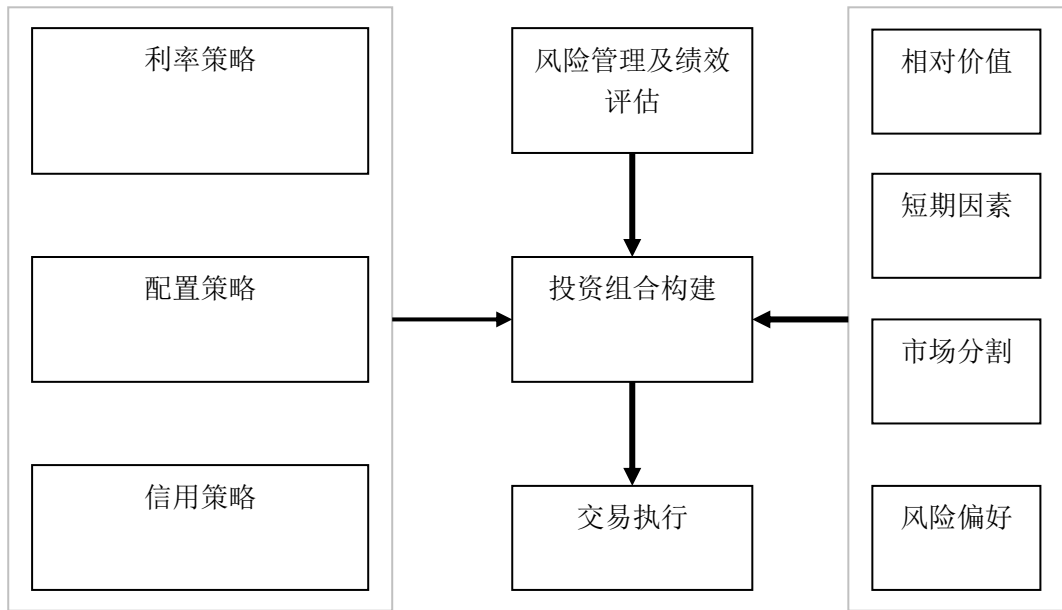 利率策略
风险管理及绩效
评估
相对价值
短期因素
配置策略
投资组合构建
市场分割
信用策略
交易执行
风险偏好